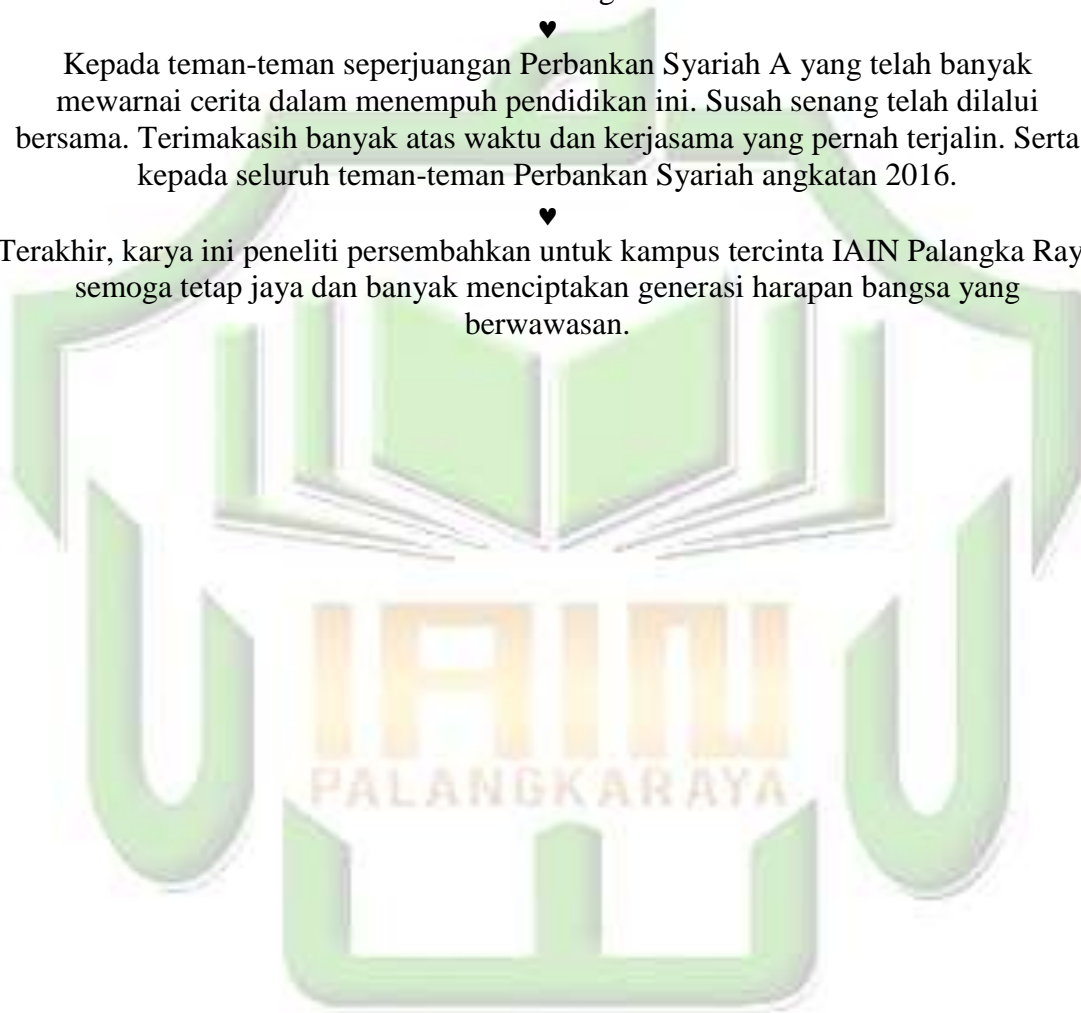 ♥
Kepada teman-teman seperjuangan Perbankan Syariah A yang telah banyak
mewarnai cerita dalam menempuh pendidikan ini. Susah senang telah dilalui
bersama. Terimakasih banyak atas waktu dan kerjasama yang pernah terjalin. Serta
kepada seluruh teman-teman Perbankan Syariah angkatan 2016.
♥
Terakhir, karya ini peneliti persembahkan untuk kampus tercinta IAIN Palangka Ray
semoga tetap jaya dan banyak menciptakan generasi harapan bangsa yang
berwawasan.
IAIN
PALANGKARAYA